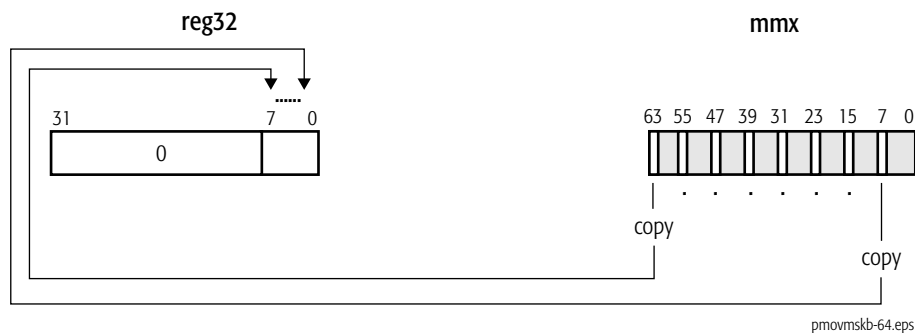 reg32 mmx
31 7 0 63 55 47 39 31 23 15 7 0
0
copy
copy
pmovmskb-64.eps